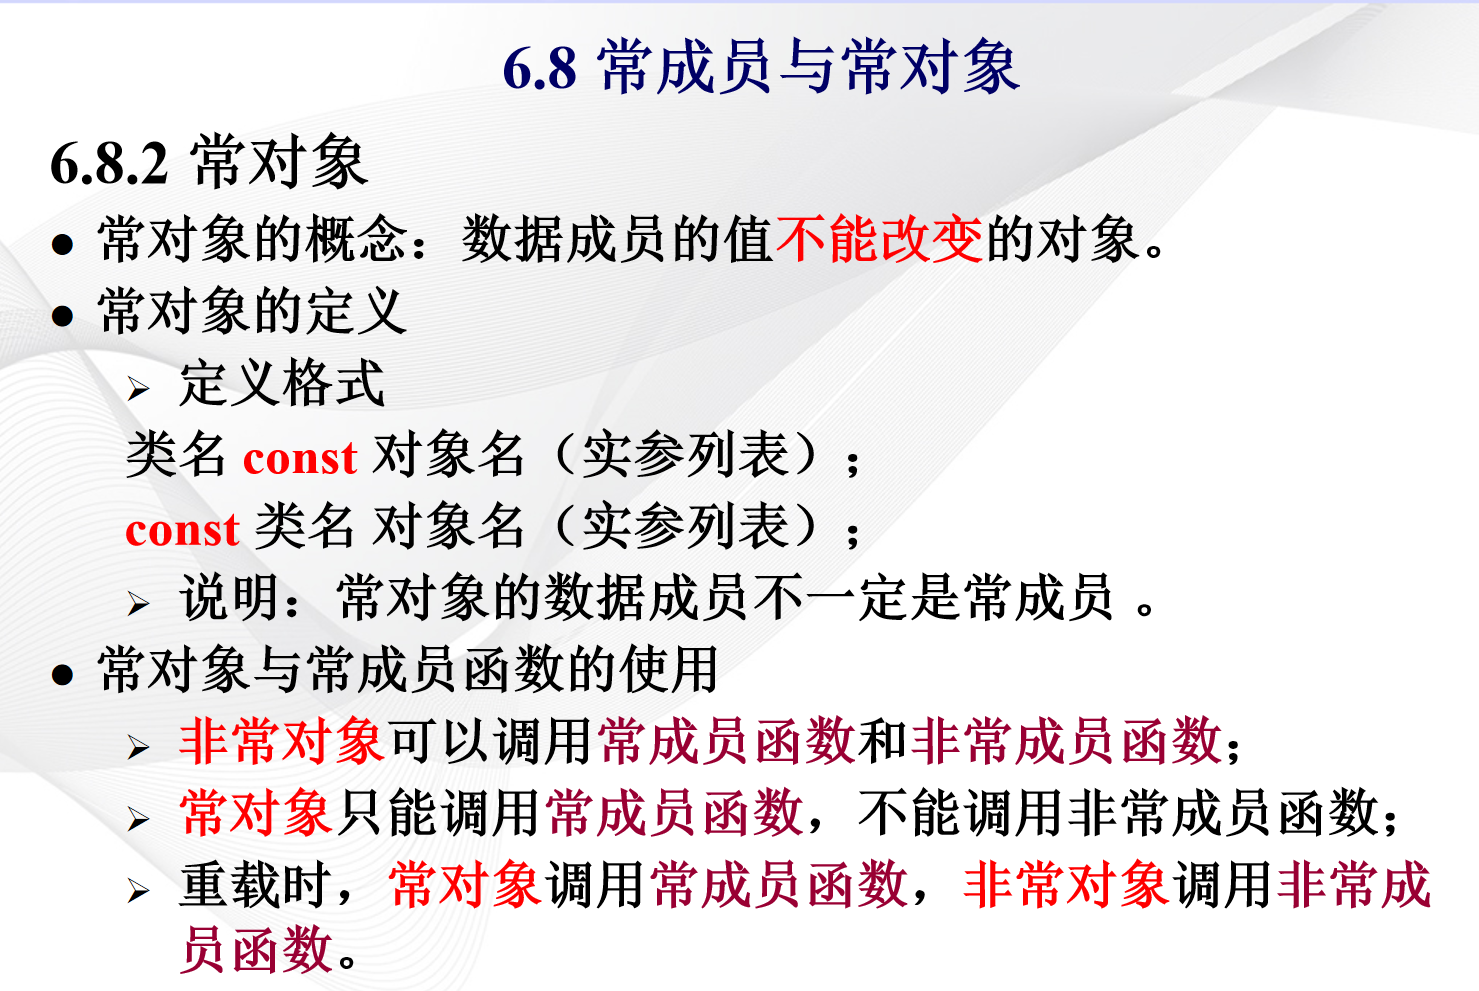 6.8 常成员与常对象
6.8.2 常对象
● 常对象的概念：数据成员的值不能改变的对象。
● 常对象的定义
➢ 定义格式
类名 const 对象名（实参列表）；
const 类名 对象名（实参列表）；
➢ 说明：常对象的数据成员不一定是常成员 。
● 常对象与常成员函数的使用
➢ 非常对象可以调用常成员函数和非常成员函数；
➢ 常对象只能调用常成员函数，不能调用非常成员函数；
➢ 重载时，常对象调用常成员函数，非常对象调用非常成
员函数。